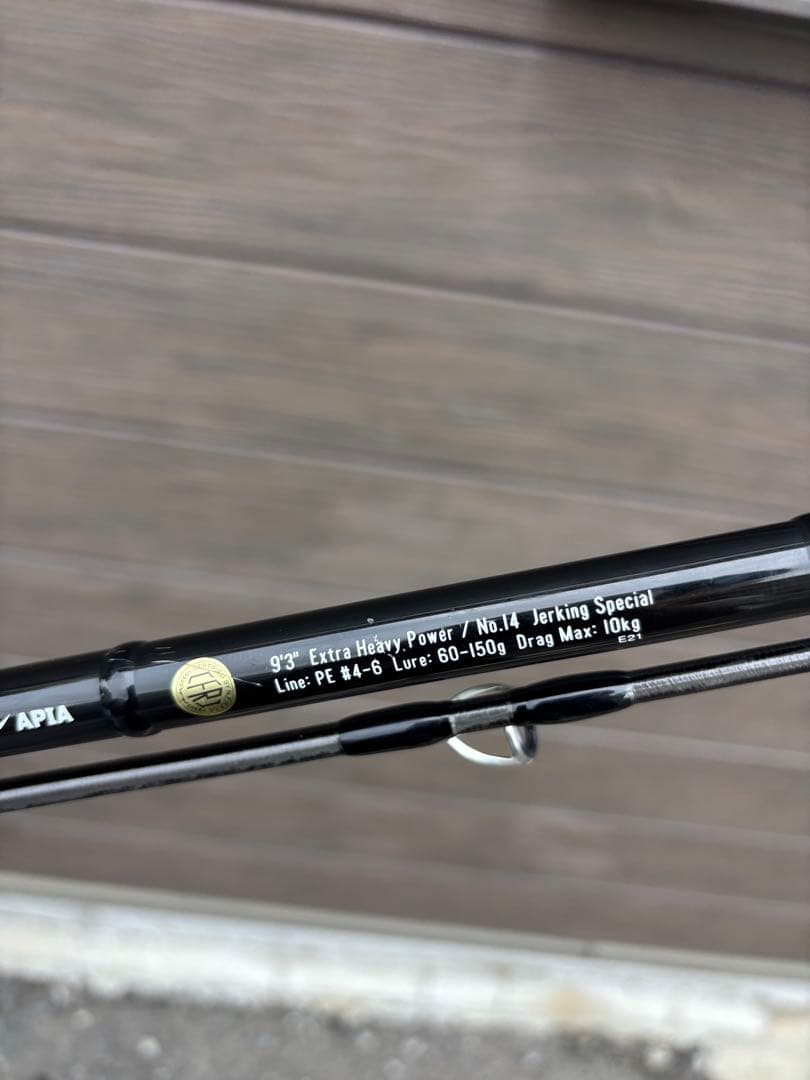 9'3" Extra Heavy Power / No.14 Jerking Special
Line: PE #4-6 Lure: 60-150g Drag Max: 10kg
E21
APIA